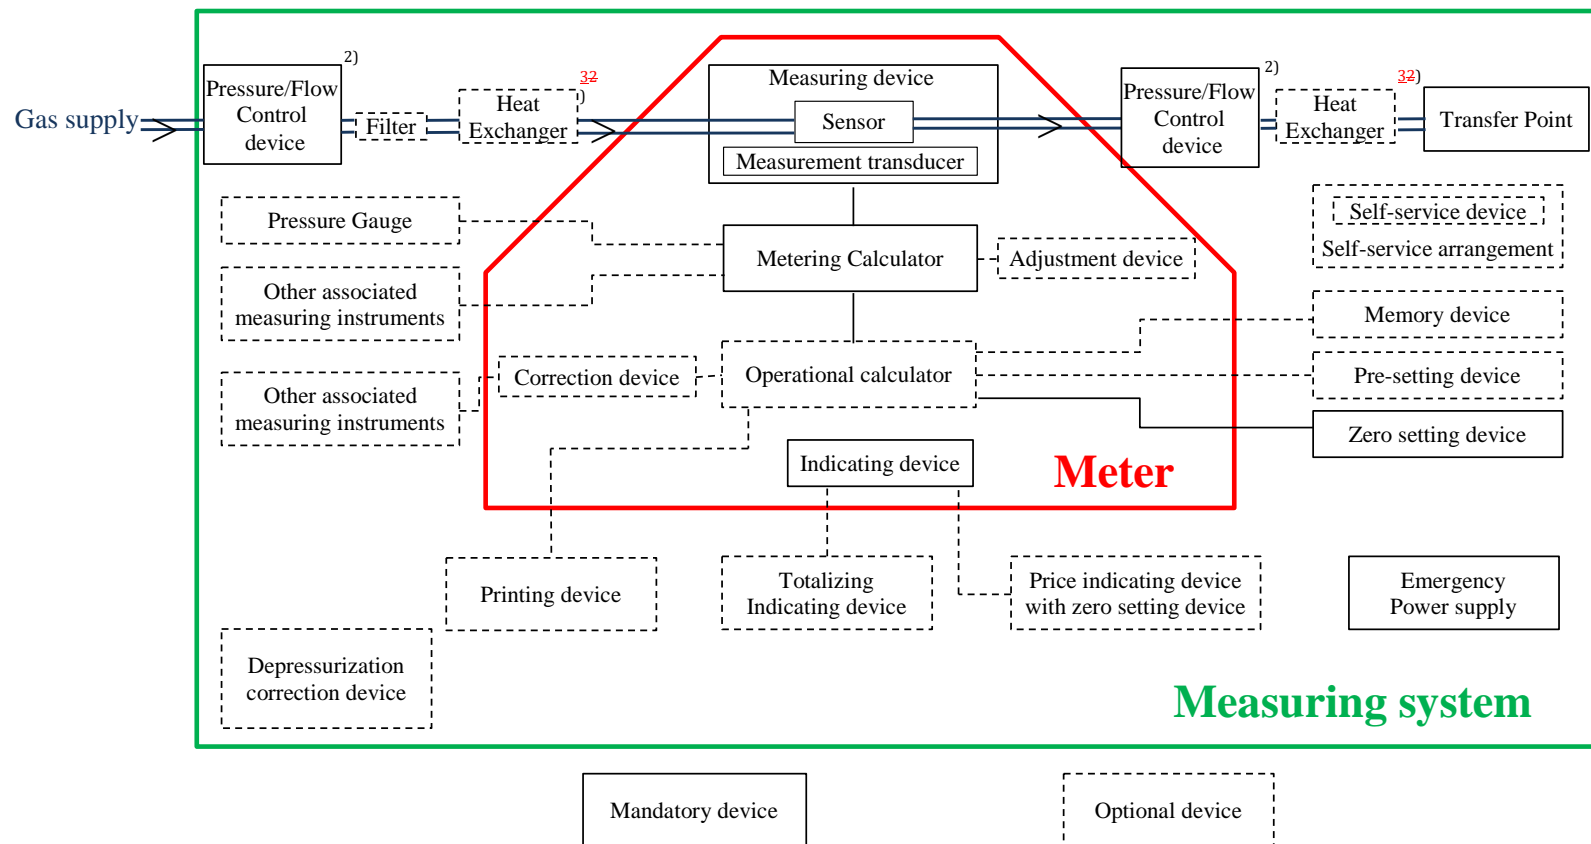 2)
Pressure/Flow
Control
device
Gas supply
Filter
32
)
Heat
Exchanger
Measuring device
Sensor
Measurement transducer
2)
Pressure/Flow
Control
device
32)
Heat
Exchanger
Transfer Point
Pressure Gauge
Metering Calculator
Adjustment device
Self-service device
Self-service arrangement
Other associated
measuring instruments
Memory device
Correction device
Operational calculator
Pre-setting device
Other associated
measuring instruments
Zero setting device
Indicating device
Meter
Printing device
Totalizing
Indicating device
Price indicating device
with zero setting device
Emergency
Power supply
Depressurization
correction device
Measuring system
Mandatory device
Optional device